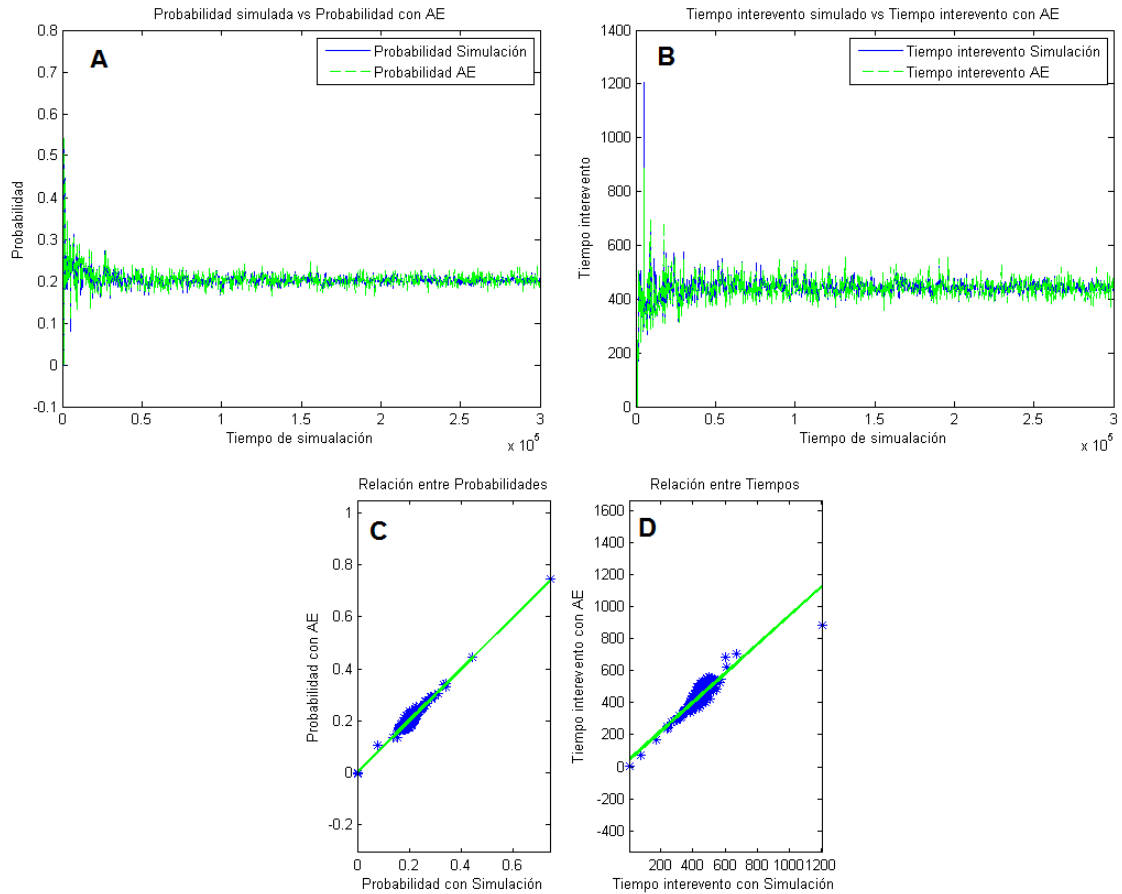 Probabilidad simulada vs Probabilidad con AE
A
Probabilidad Simulación
Probabilidad AE
0.8
0.7
0.6
0.5
0.4
0.3
0.2
0.1
0
-0.1
Probabilidad
0
0.5
1
1.5
2
2.5
3
x 10^5
Tiempo de simualación
Tiempo interevento simulado vs Tiempo interevento con AE
B
Tiempo interevento Simulación
Tiempo interevento AE
1400
1200
1000
800
600
400
200
0
Tiempo interevento
0
0.5
1
1.5
2
2.5
3
x 10^5
Tiempo de simualación
Relación entre Probabilidades
C
1
0.8
0.6
0.4
0.2
0
-0.2
Probabilidad con AE
0
0.2
0.4
0.6
Probabilidad con Simulación
Relación entre Tiempos
D
1600
1400
1200
1000
800
600
400
200
0
-200
-400
Tiempo interevento con AE
200
400
600
800
1000
1200
Tiempo interevento con Simulación